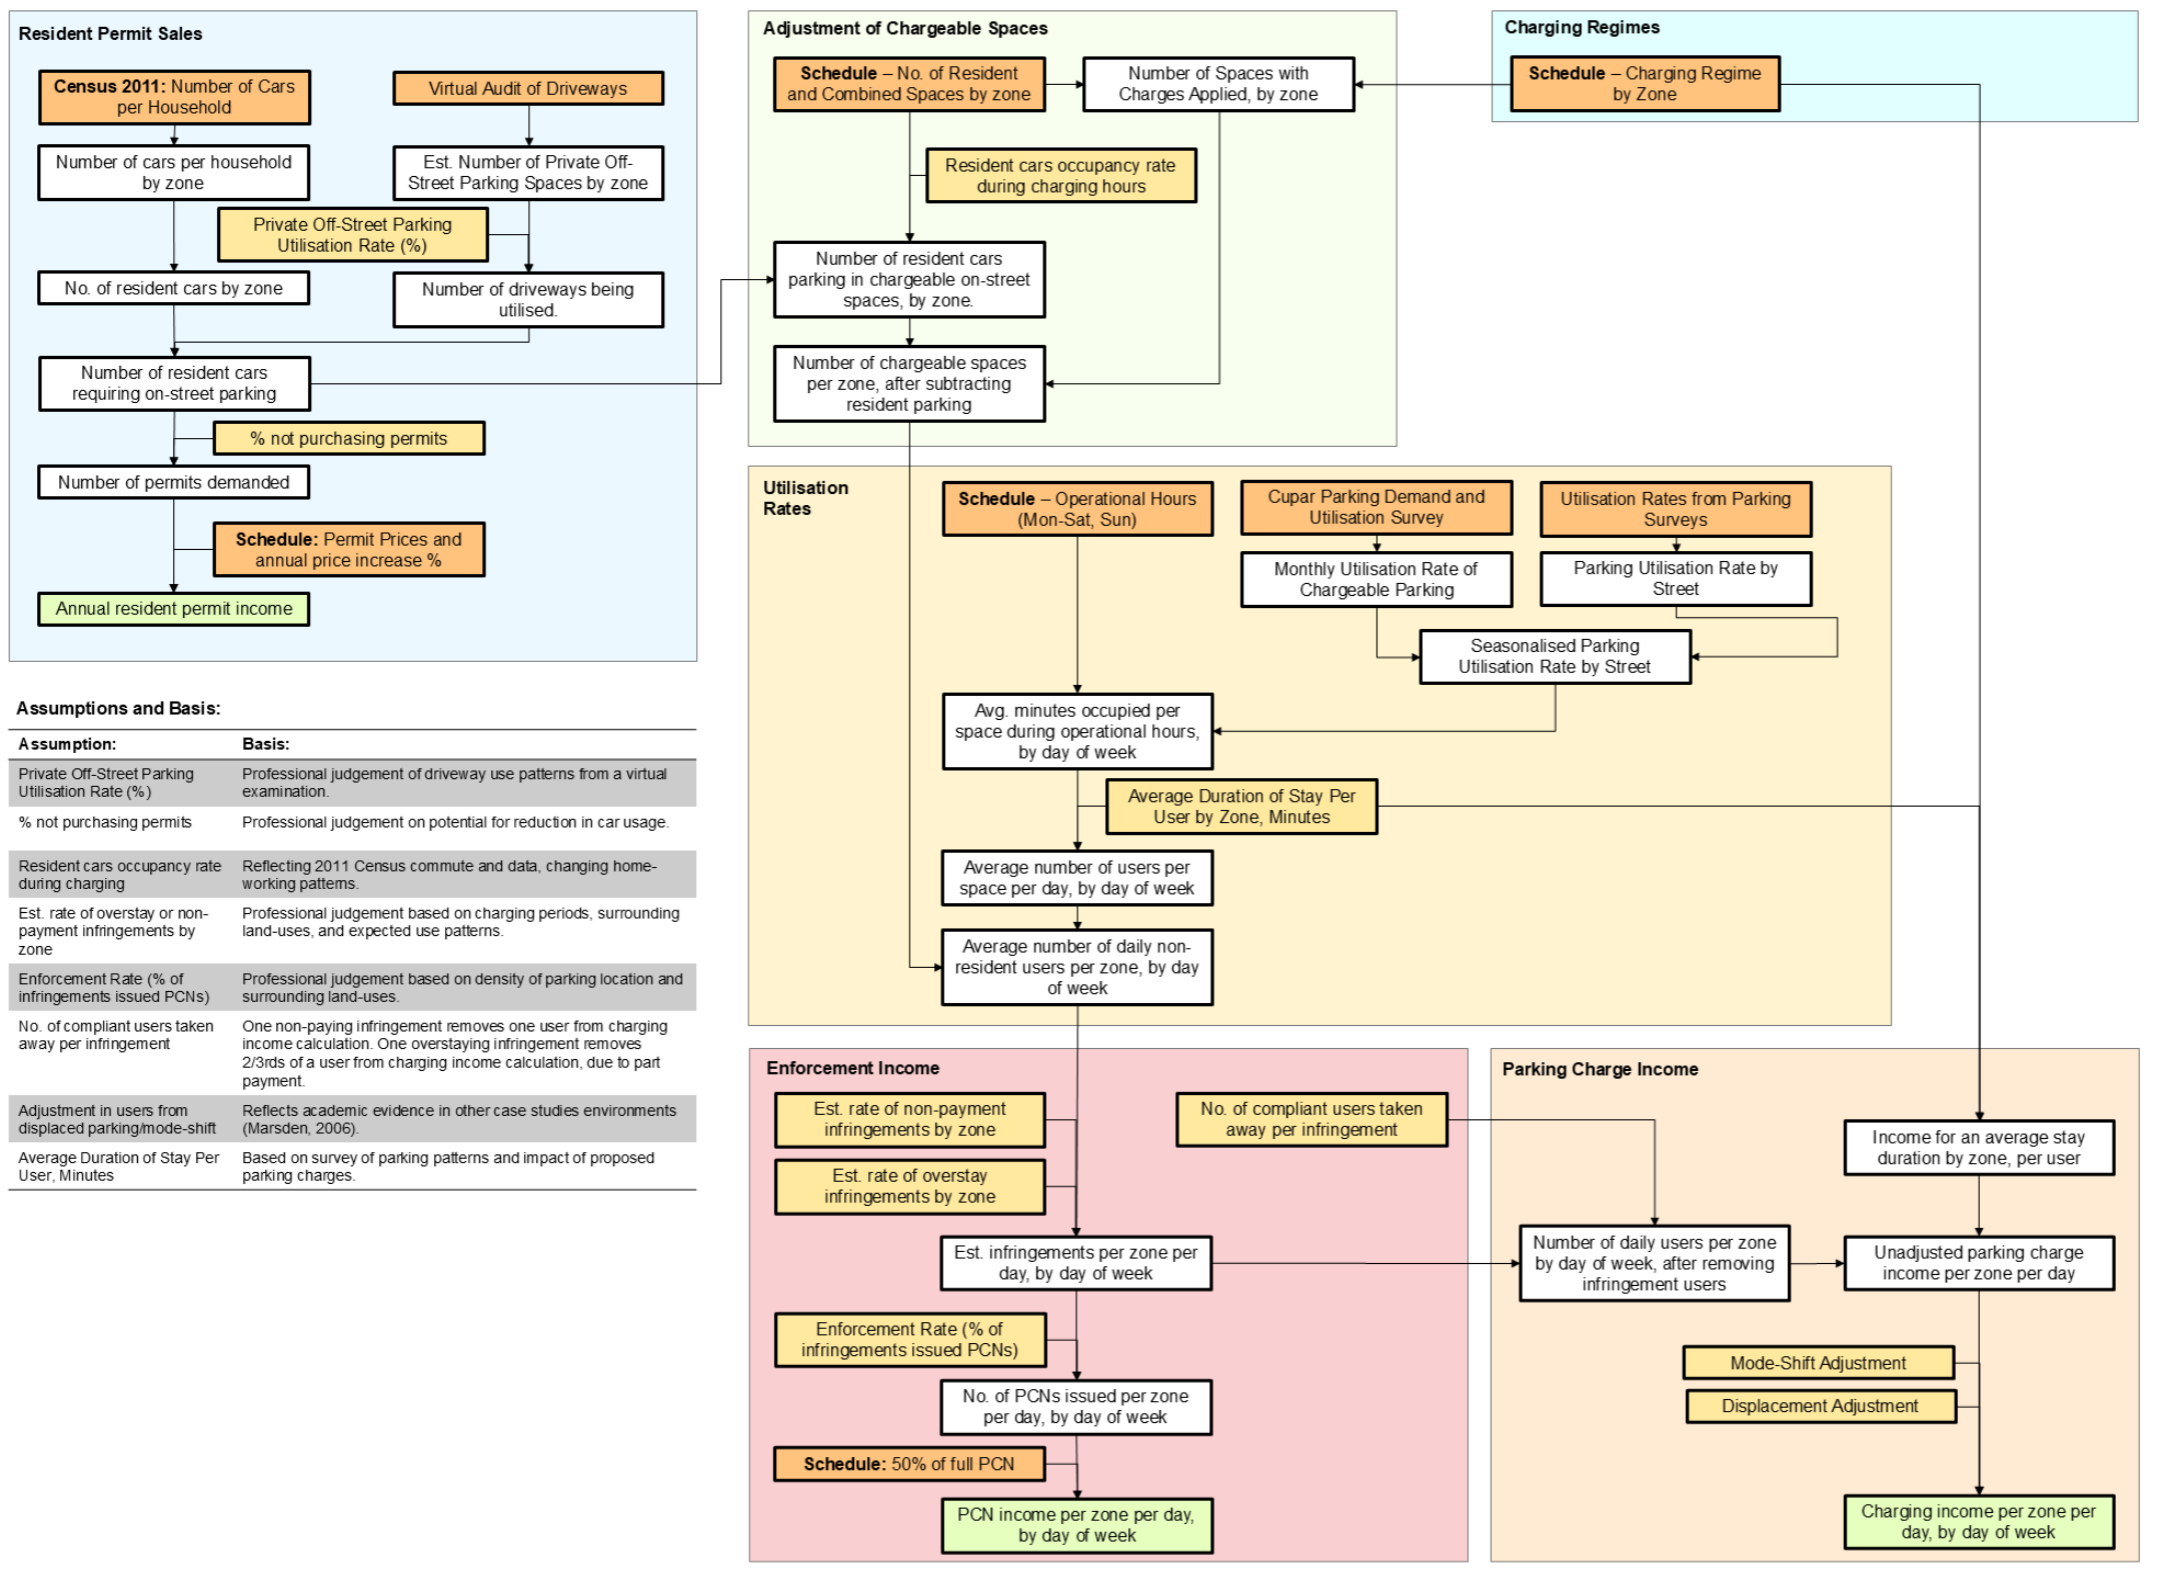 Resident Permit Sales
Census 2011: Number of Cars
per Household
Virtual Audit of Driveways
Number of cars per household
by zone
Est. Number of Private Off-
Street Parking Spaces by zone
Private Off-Street Parking
Utilisation Rate (%)
No. of resident cars by zone
Number of driveways being
utilised.
Number of resident cars
requiring on-street parking
% not purchasing permits
Number of permits demanded
Schedule: Permit Prices and
annual price increase %
Annual resident permit income
Adjustment of Chargeable Spaces
Schedule – No. of Resident
and Combined Spaces by zone
Number of Spaces with
Charges Applied, by zone
Resident cars occupancy rate
during charging hours
Number of resident cars
parking in chargeable on-street
spaces, by zone.
Number of chargeable spaces
per zone, after subtracting
resident parking
Charging Regimes
Schedule – Charging Regime
by Zone
Utilisation
Rates
Schedule – Operational Hours
(Mon-Sat, Sun)
Cupar Parking Demand and
Utilisation Survey
Utilisation Rates from Parking
Surveys
Monthly Utilisation Rate of
Chargeable Parking
Parking Utilisation Rate by
Street
Seasonalised Parking
Utilisation Rate by Street
Avg. minutes occupied per
space during operational hours,
by day of week
Average Duration of Stay Per
User by Zone, Minutes
Average number of users per
space per day, by day of week
Average number of daily non-
resident users per zone, by day
of week
Assumptions and Basis:
Assumption: Basis:
Private Off-Street Parking
Utilisation Rate (%)
Professional judgement of driveway use patterns from a virtual
examination.
% not purchasing permits
Professional judgement on potential for reduction in car usage.
Resident cars occupancy rate
during charging
Reflecting 2011 Census commute and data, changing home-
working patterns.
Est. rate of overstay or non-
payment infringements by
zone
Professional judgement based on charging periods, surrounding
land-uses, and expected use patterns.
Enforcement Rate (% of
infringements issued PCNs)
Professional judgement based on density of parking location and
surrounding land-uses.
No. of compliant users taken
away per infringement
One non-paying infringement removes one user from charging
income calculation. One overstaying infringement removes
2/3rds of a user from charging income calculation, due to part
payment.
Adjustment in users from
displaced parking/mode-shift
Reflects academic evidence in other case studies environments
(Marsden, 2006).
Average Duration of Stay Per
User, Minutes
Based on survey of parking patterns and impact of proposed
parking charges.
Enforcement Income
Est. rate of non-payment
infringements by zone
Est. rate of overstay
infringements by zone
No. of compliant users taken
away per infringement
Est. infringements per zone per
day, by day of week
Enforcement Rate (% of
infringements issued PCNs)
No. of PCNs issued per zone
per day, by day of week
Schedule: 50% of full PCN
PCN income per zone per day,
by day of week
Parking Charge Income
Income for an average stay
duration by zone, per user
Number of daily users per zone
by day of week, after removing
infringement users
Unadjusted parking charge
income per zone per day
Mode-Shift Adjustment
Displacement Adjustment
Charging income per zone per
day, by day of week